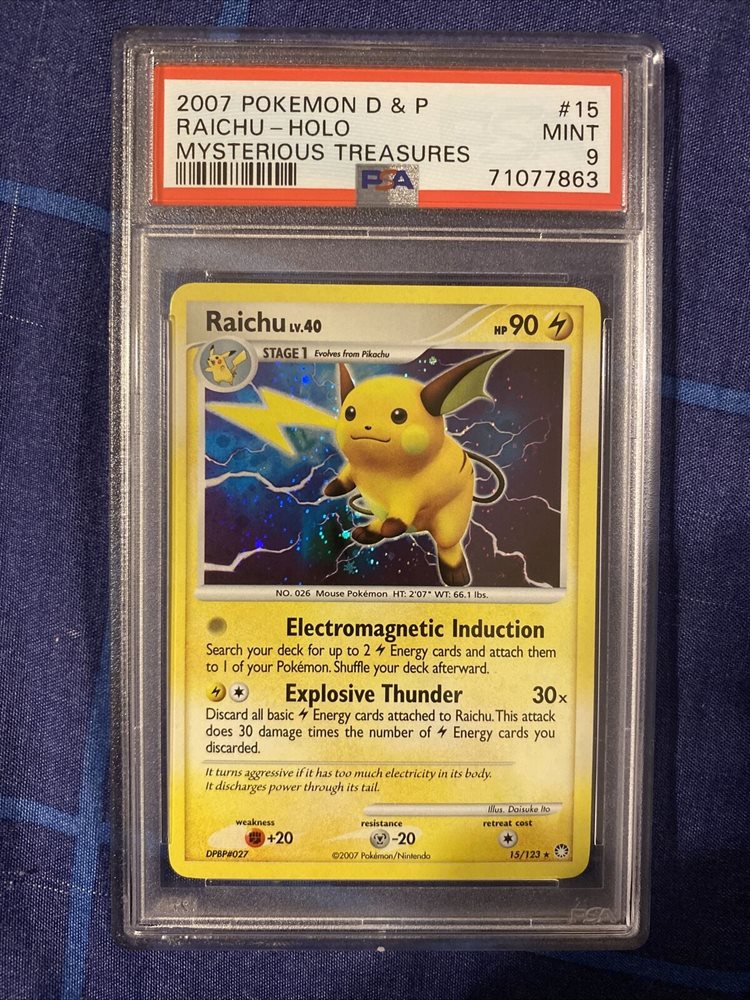 2007 POKEMON D & P #15
RAICHU - HOLO MINT
MYSTERIOUS TREASURES 9
PSA 71077863
Raichu LV.40 HP 90
STAGE 1 Evolves from Pikachu
NO. 026 Mouse Pokémon HT: 2'07" WT: 66.1 lbs.
Electromagnetic Induction
Search your deck for up to 2 Energy cards and attach them
to 1 of your Pokémon. Shuffle your deck afterward.
Explosive Thunder 30x
Discard all basic Energy cards attached to Raichu. This attack
does 30 damage times the number of Energy cards you
discarded.
It turns aggressive if it has too much electricity in its body.
It discharges power through its tail.
Illus. Daisuke Ito
weakness resistance retreat cost
+20 -20
DPBP#027 ©2007 Pokémon/Nintendo 15/123
PSA